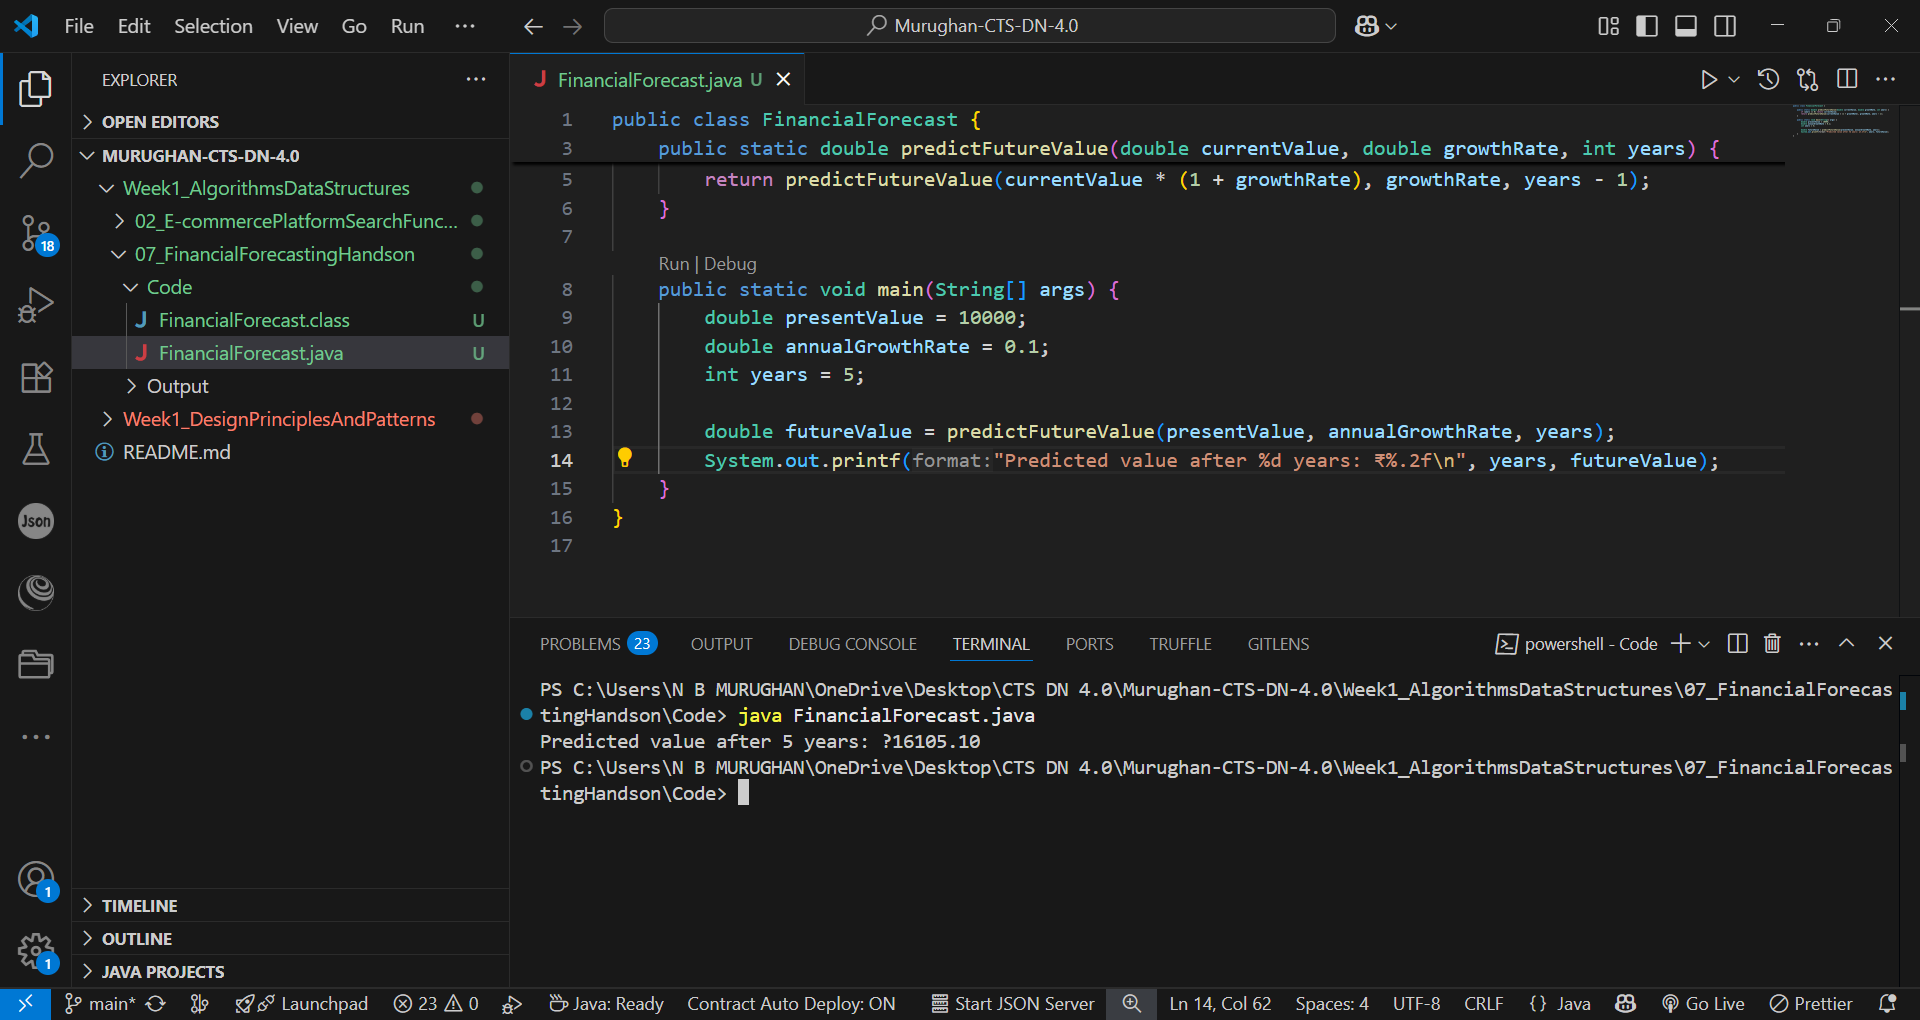 File Edit Selection View Go Run ···
Murughan-CTS-DN-4.0
EXPLORER
OPEN EDITORS
MURUGHAN-CTS-DN-4.0
Week1_AlgorithmsDataStructures
02_E-commercePlatformSearchFunc...
07_FinancialForecastingHandson
Code
J FinancialForecast.class U
J FinancialForecast.java U
Output
Week1_DesignPrinciplesAndPatterns
README.md
18
Json
1
1
TIMELINE
OUTLINE
JAVA PROJECTS
J FinancialForecast.java U
1 public class FinancialForecast {
3 public static double predictFutureValue(double currentValue, double growthRate, int years) {
5 return predictFutureValue(currentValue * (1 + growthRate), growthRate, years - 1);
6 }
7
Run | Debug
8 public static void main(String[] args) {
9 double presentValue = 10000;
10 double annualGrowthRate = 0.1;
11 int years = 5;
12
13 double futureValue = predictFutureValue(presentValue, annualGrowthRate, years);
14 System.out.printf(format:"Predicted value after %d years: ₹%.2f\n", years, futureValue);
15 }
16 }
17
PROBLEMS 23 OUTPUT DEBUG CONSOLE TERMINAL PORTS TRUFFLE GITLENS
powershell - Code
PS C:\Users\N B MURUGHAN\OneDrive\Desktop\CTS DN 4.0\Murughan-CTS-DN-4.0\Week1_AlgorithmsDataStructures\07_FinancialForecas
tingHandson\Code> java FinancialForecast.java
Predicted value after 5 years: ?16105.10
PS C:\Users\N B MURUGHAN\OneDrive\Desktop\CTS DN 4.0\Murughan-CTS-DN-4.0\Week1_AlgorithmsDataStructures\07_FinancialForecas
tingHandson\Code>
main* Launchpad 23 0 Java: Ready Contract Auto Deploy: ON Start JSON Server Ln 14, Col 62 Spaces: 4 UTF-8 CRLF {} Java Go Live Prettier